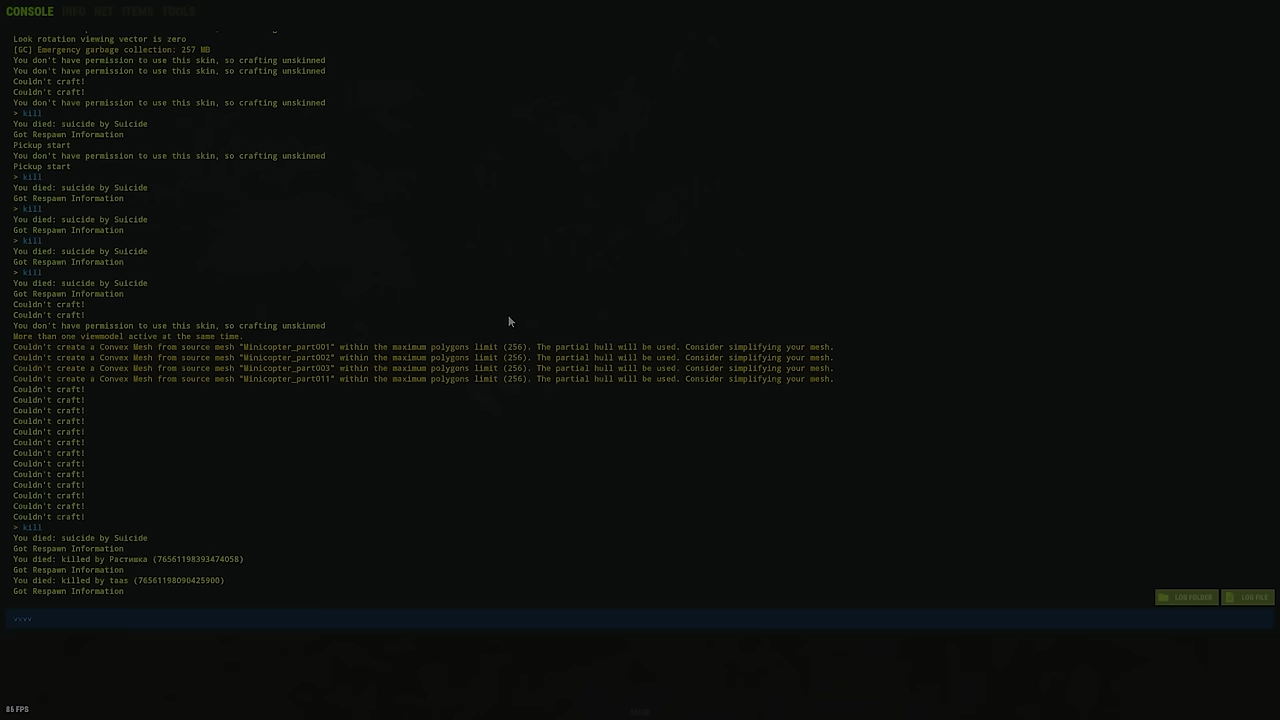 CONSOLE INFO NET ITEMS TOOLS
Look rotation viewing vector is zero
[GC] Emergency garbage collection: 257 MB
You don't have permission to use this skin, so crafting unskinned
You don't have permission to use this skin, so crafting unskinned
Couldn't craft!
Couldn't craft!
You don't have permission to use this skin, so crafting unskinned
> kill
You died: suicide by Suicide
Got Respawn Information
Pickup start
You don't have permission to use this skin, so crafting unskinned
Pickup start
> kill
You died: suicide by Suicide
Got Respawn Information
> kill
You died: suicide by Suicide
Got Respawn Information
> kill
You died: suicide by Suicide
Got Respawn Information
> kill
You died: suicide by Suicide
Got Respawn Information
Couldn't craft!
Couldn't craft!
You don't have permission to use this skin, so crafting unskinned
More than one viewmodel active at the same time.
Couldn't create a Convex Mesh from source mesh "Minicopter_part001" within the maximum polygons limit (256). The partial hull will be used. Consider simplifying your mesh.
Couldn't create a Convex Mesh from source mesh "Minicopter_part002" within the maximum polygons limit (256). The partial hull will be used. Consider simplifying your mesh.
Couldn't create a Convex Mesh from source mesh "Minicopter_part003" within the maximum polygons limit (256). The partial hull will be used. Consider simplifying your mesh.
Couldn't create a Convex Mesh from source mesh "Minicopter_part011" within the maximum polygons limit (256). The partial hull will be used. Consider simplifying your mesh.
Couldn't craft!
Couldn't craft!
Couldn't craft!
Couldn't craft!
Couldn't craft!
Couldn't craft!
Couldn't craft!
Couldn't craft!
Couldn't craft!
Couldn't craft!
Couldn't craft!
Couldn't craft!
Couldn't craft!
> kill
You died: suicide by Suicide
Got Respawn Information
You died: killed by Растишка (76561198393474058)
Got Respawn Information
You died: killed by taas (76561198090425900)
Got Respawn Information
LOG FOLDER LOG FILE
vvvv
85 FPS